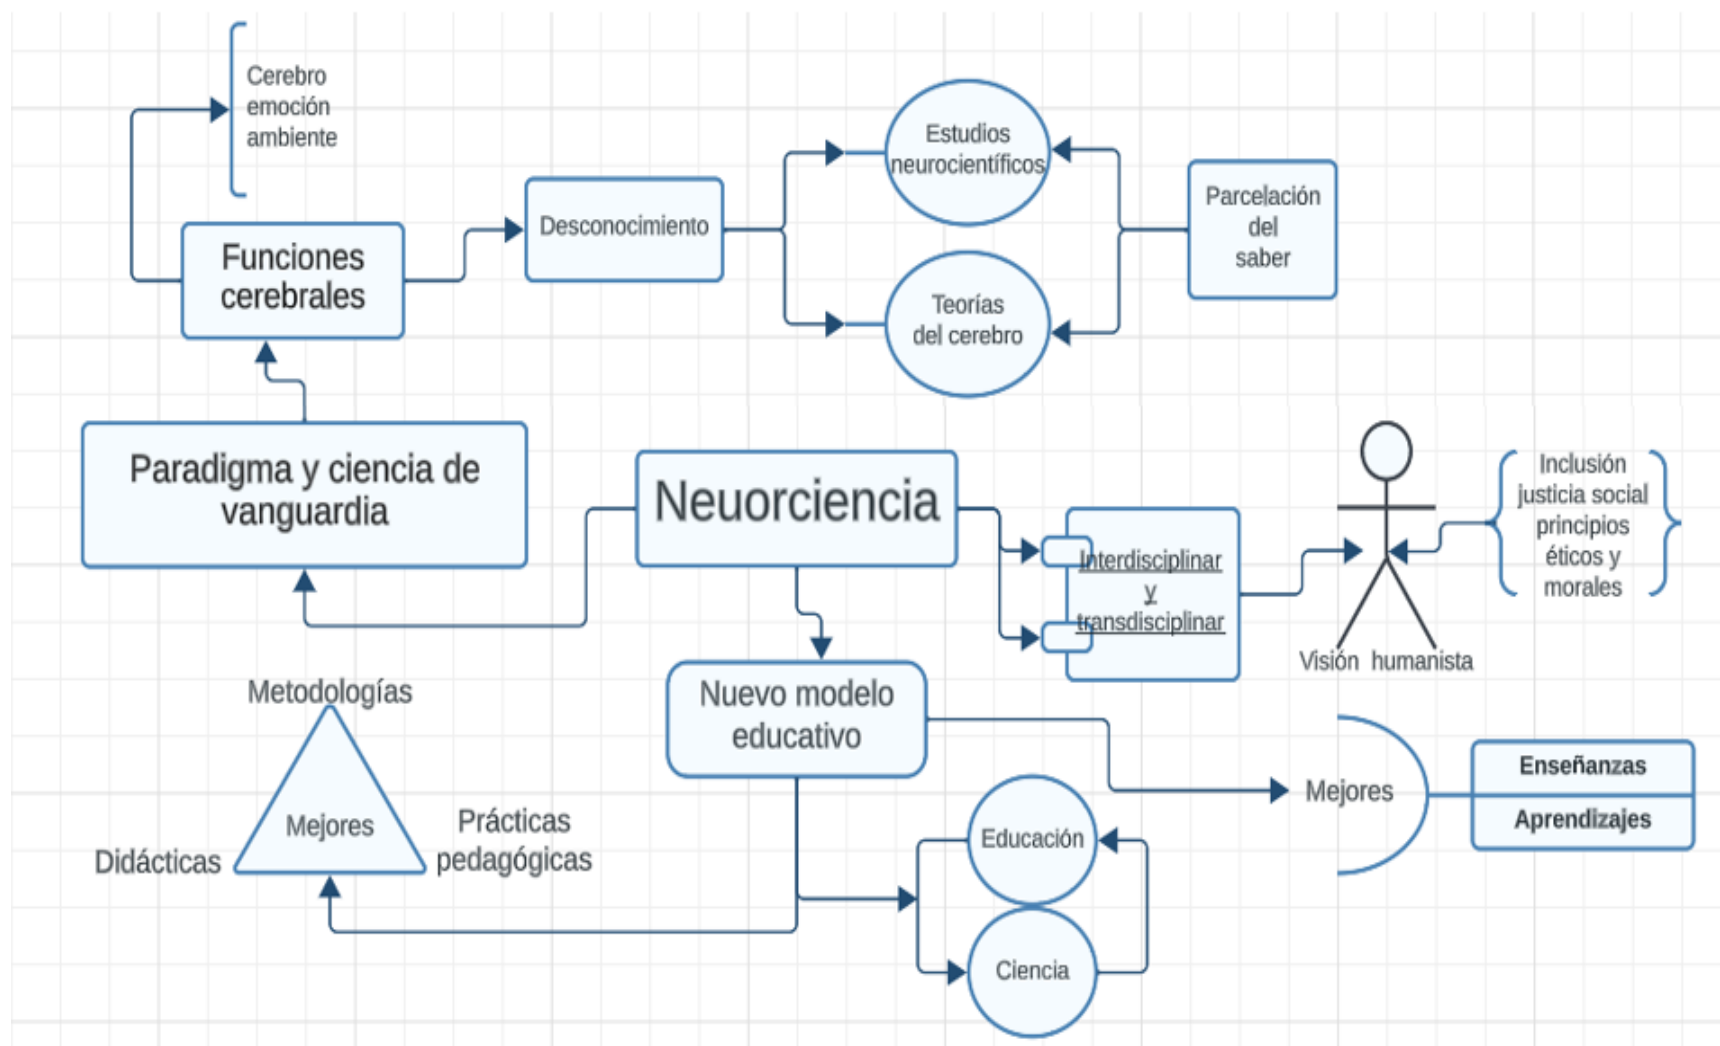 Cerebro
emoción
ambiente
Estudios
neurocientíficos
Parcelación
del
saber
Desconocimiento
Funciones
cerebrales
Teorías
del cerebro
Paradigma y ciencia de
vanguardia
Neuorciencia
Interdisciplinar
y
transdisciplinar
Inclusión
justicia social
principios
éticos y
morales
Visión humanista
Metodologías
Mejores
Didácticas
Prácticas
pedagógicas
Nuevo modelo
educativo
Mejores
Enseñanzas
Aprendizajes
Educación
Ciencia